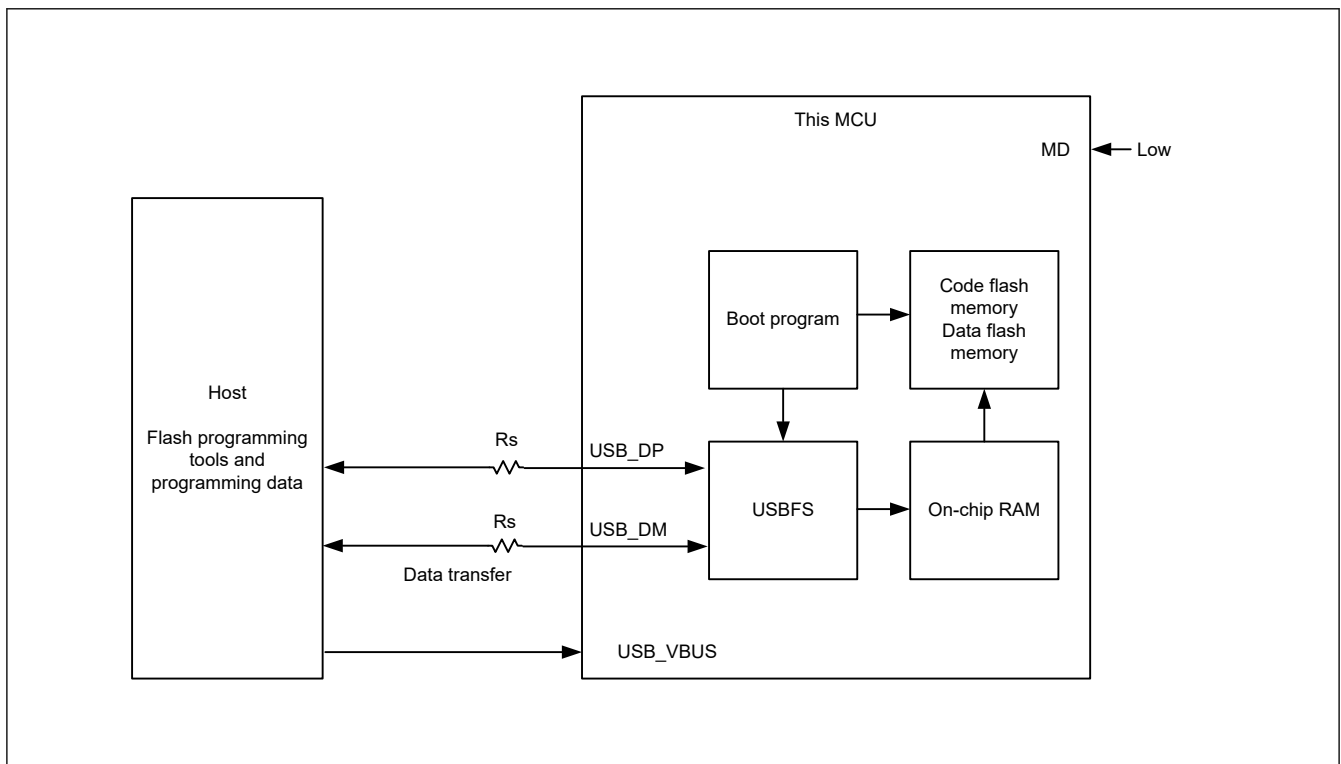 This MCU
MD
Low
Boot program
Code flash
memory
Data flash
memory
Host
Flash programming
tools and
programming data
Rs
USB_DP
USBFS
On-chip RAM
Rs
USB_DM
Data transfer
USB_VBUS